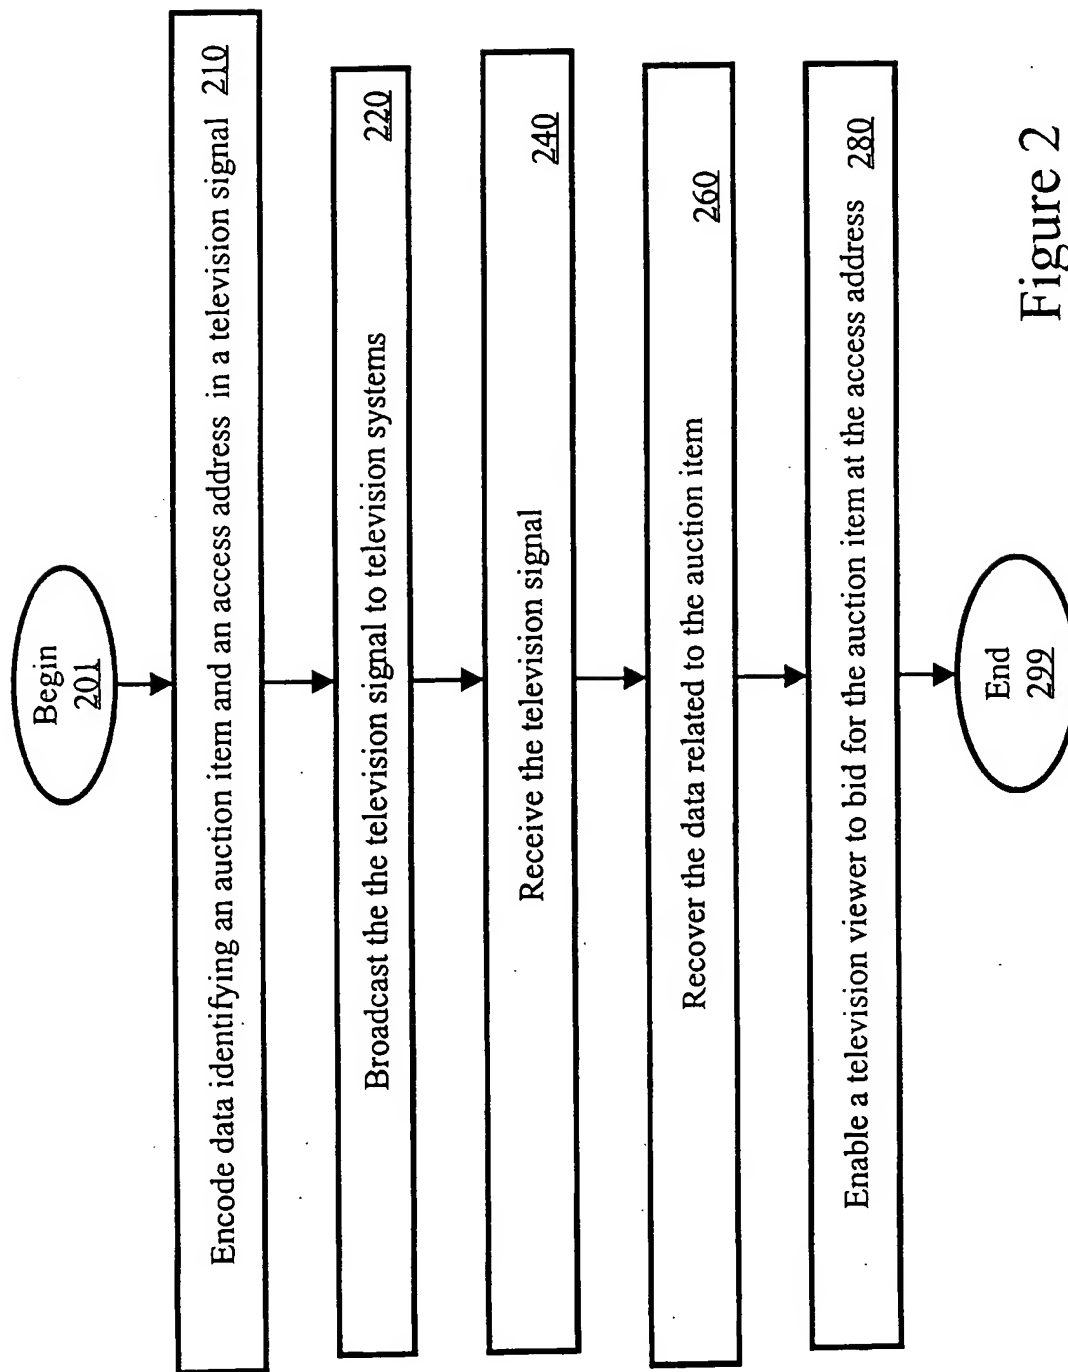 Begin
201
Encode data identifying an auction item and an access address in a television signal 210
Broadcast the the television signal to television systems 220
Receive the television signal 240
Recover the data related to the auction item 260
Enable a television viewer to bid for the auction item at the access address 280
End
299
Figure 2